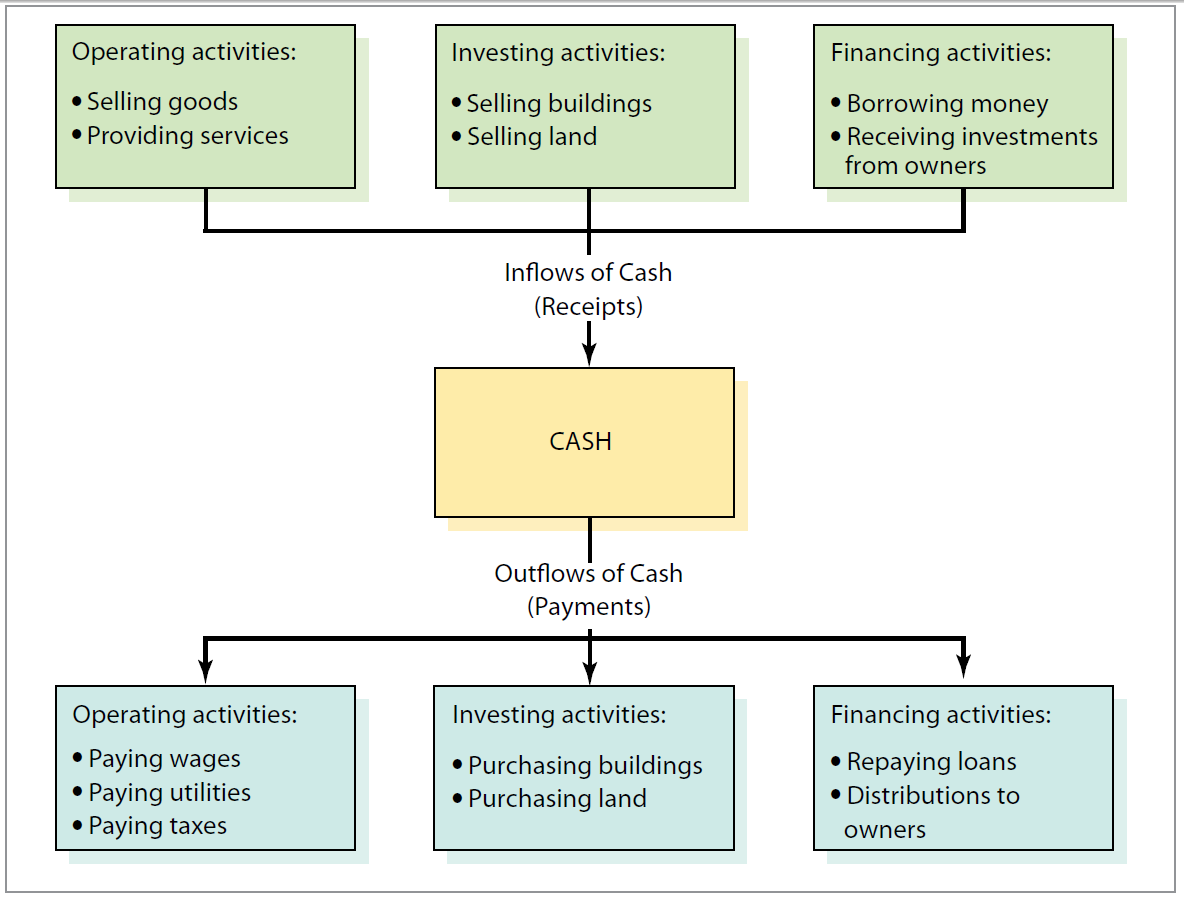 Operating activities:
• Selling goods
• Providing services
Investing activities:
• Selling buildings
• Selling land
Financing activities:
• Borrowing money
• Receiving investments
from owners
Inflows of Cash
(Receipts)
CASH
Outflows of Cash
(Payments)
Operating activities:
• Paying wages
• Paying utilities
• Paying taxes
Investing activities:
• Purchasing buildings
• Purchasing land
Financing activities:
• Repaying loans
• Distributions to
owners